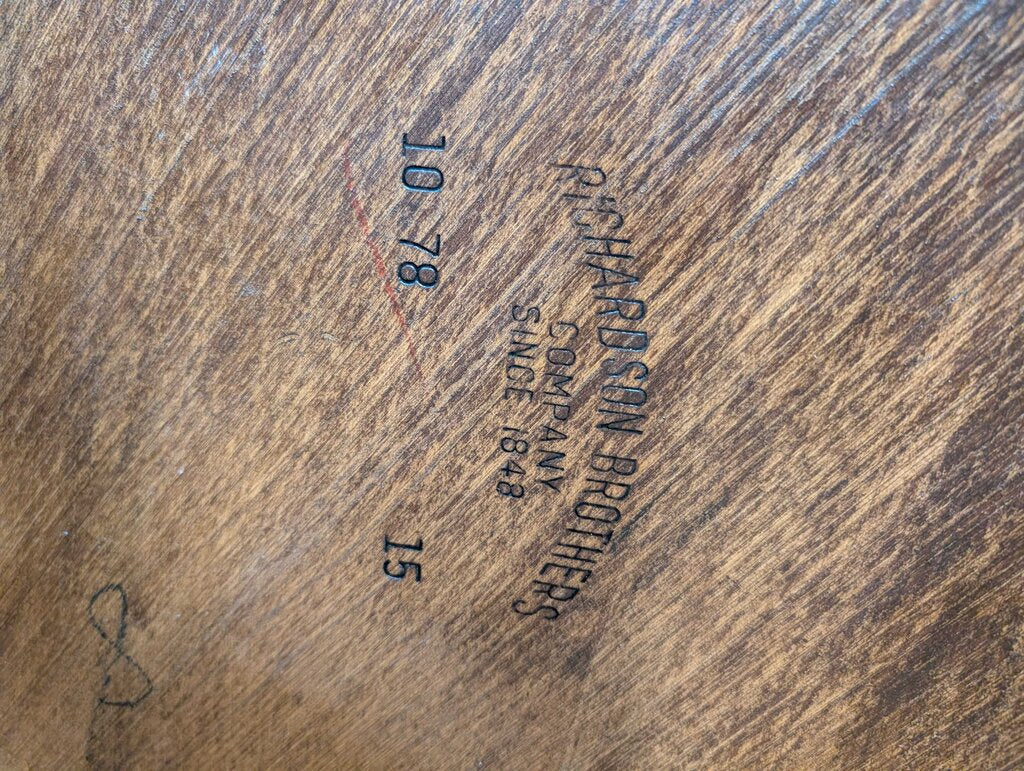 RICHARDSON BROTHERS
COMPANY
SINCE 1848
10 78 15